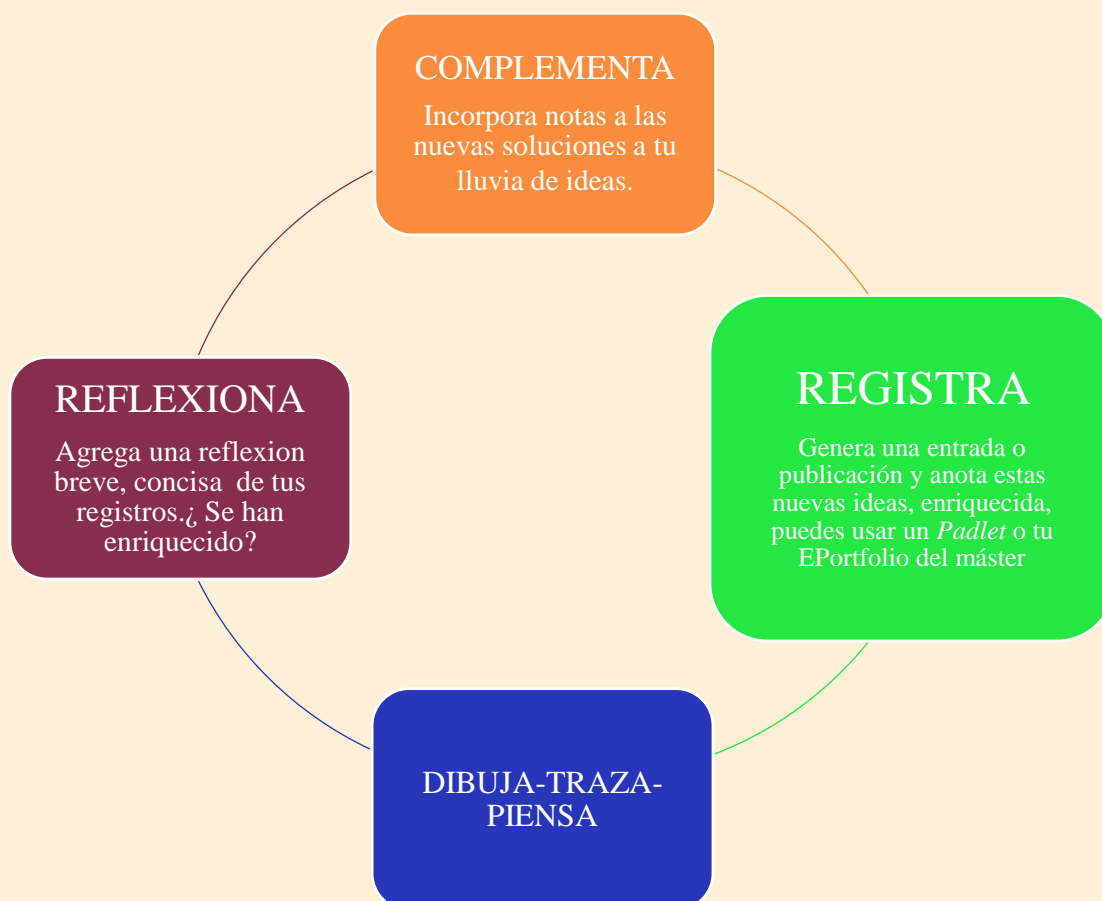 COMPLEMENTA
Incorpora notas a las
nuevas soluciones a tu
lluvia de ideas.
REGISTRA
Genera una entrada o
publicación y anota estas
nuevas ideas, enriquecida,
puedes usar un Padlet o tu
EPortfolio del máster
DIBUJA-TRAZA-
PIENSA
REFLEXIONA
Agrega una reflexion
breve, concisa  de tus
registros.¿ Se han
enriquecido?